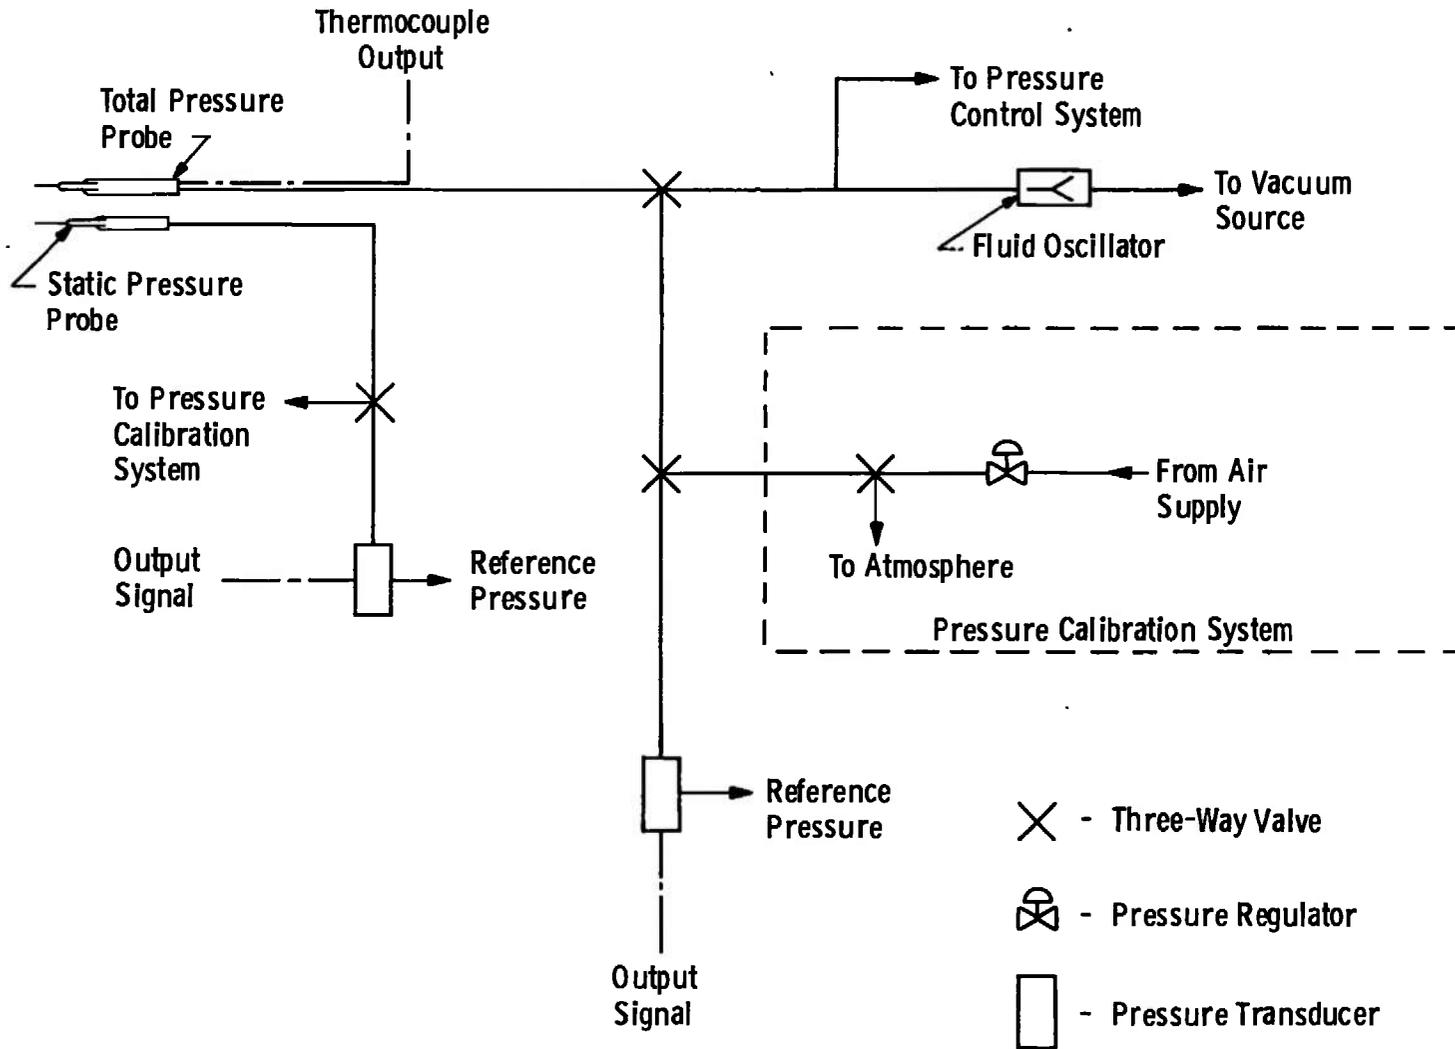 Thermocouple
Output
Total Pressure
Probe
To Pressure
Control System
To Vacuum
Source
Fluid Oscillator
Static Pressure
Probe
To Pressure
Calibration
System
From Air
Supply
To Atmosphere
Output
Signal
Reference
Pressure
Pressure Calibration System
Reference
Pressure
- Three-Way Valve
- Pressure Regulator
Output
Signal
- Pressure Transducer